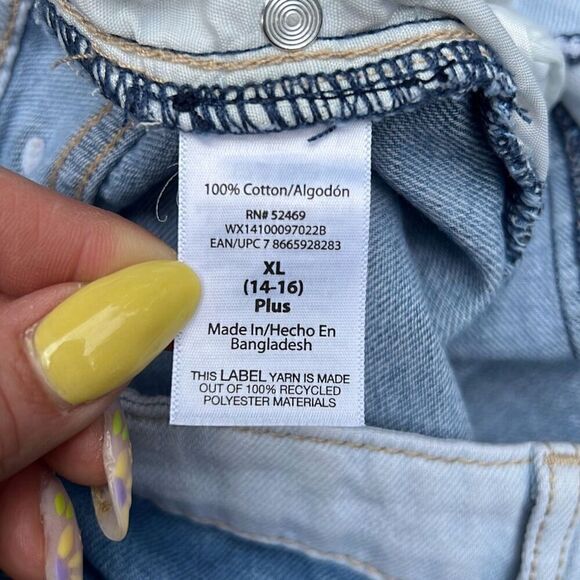 100% Cotton/Algodón
RN# 52469
WX14100097022B
EAN/UPC 7 8665928283
XL
(14-16)
Plus
Made In/Hecho En
Bangladesh
THIS LABEL YARN IS MADE
OUT OF 100% RECYCLED
POLYESTER MATERIALS